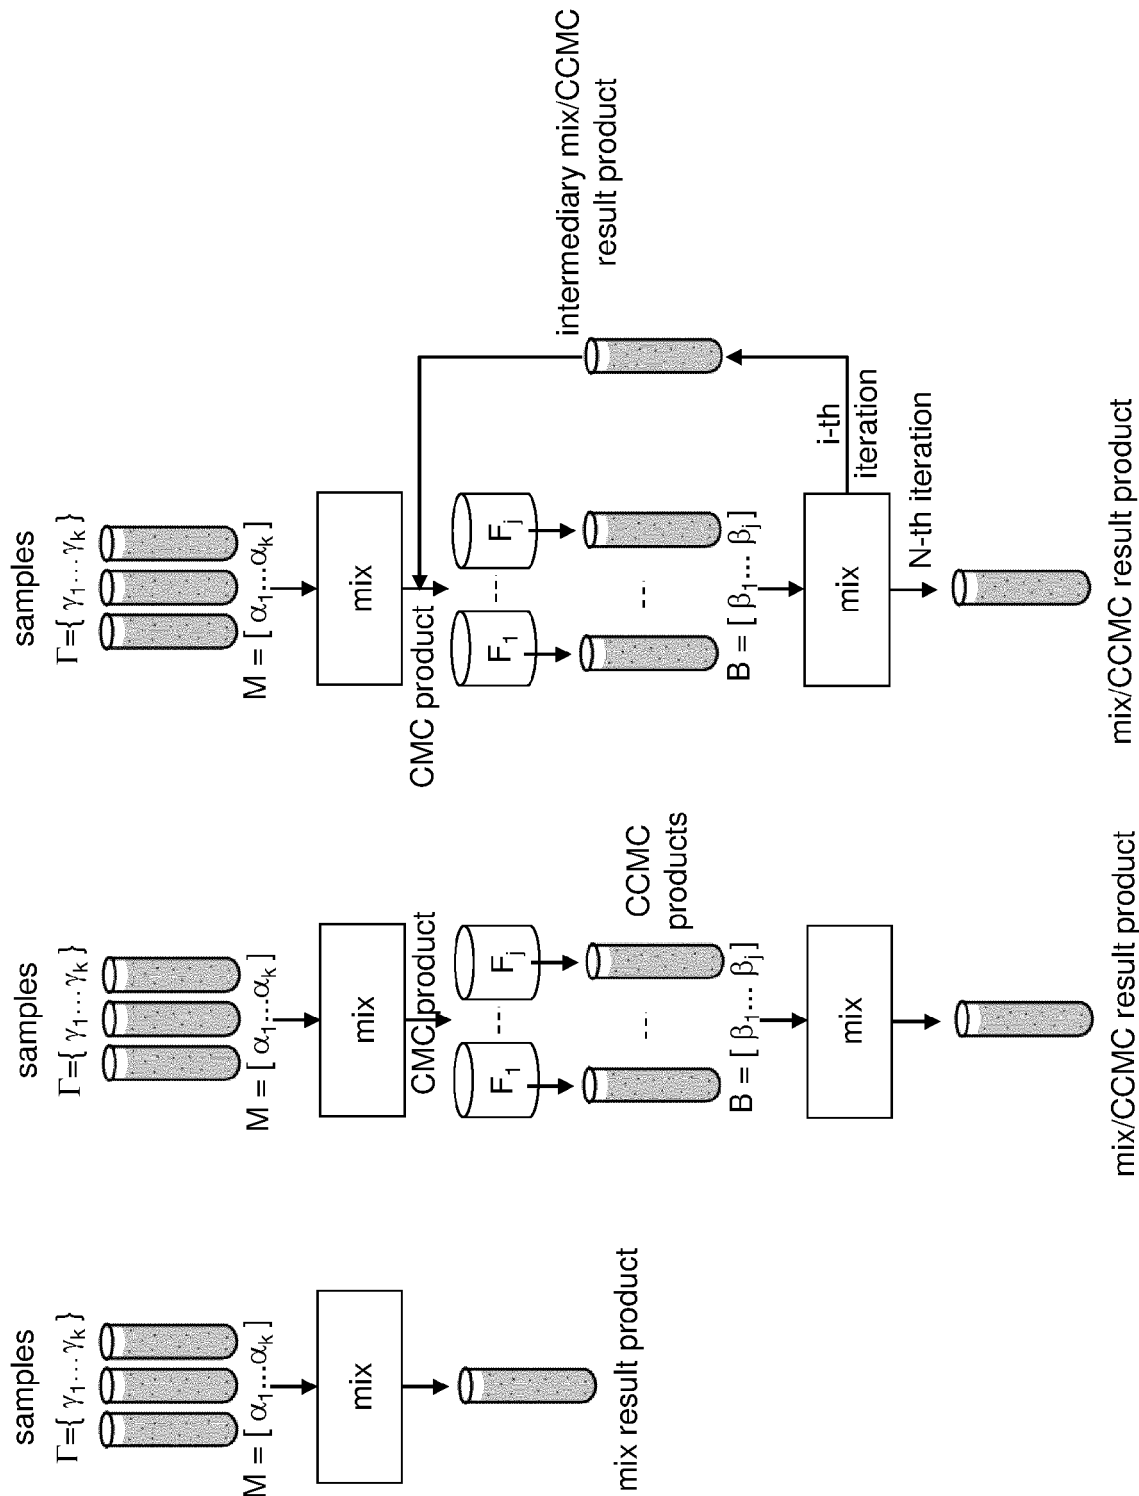 samples
Γ={ γ1... γk}
M = [ α1...αk ]
mix
mix result product
samples
Γ={ γ1... γk}
M = [ α1...αk ]
mix
CMC product
F1
Fj
CCMC
products
B = [ β1... βj]
mix
mix/CCMC result product
samples
Γ={ γ1... γk}
M = [ α1...αk ]
mix
CMC product
F1
Fj
B = [ β1... βj]
mix
i-th
iteration
N-th iteration
intermediary mix/CCMC
result product
mix/CCMC result product